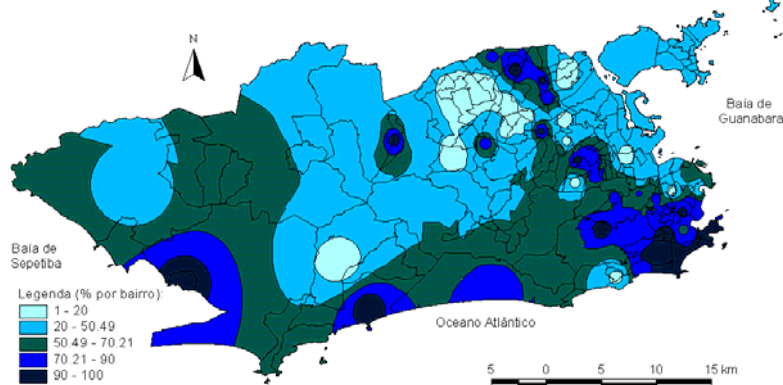 N
Baía de
Guanabara
Baía de
Sepetiba
Legenda (% por bairro):
1 - 20
20 - 50.49
50.49 - 70.21
70.21 - 90
90 - 100
Oceano Atlântico
5 0 5 10 15 km